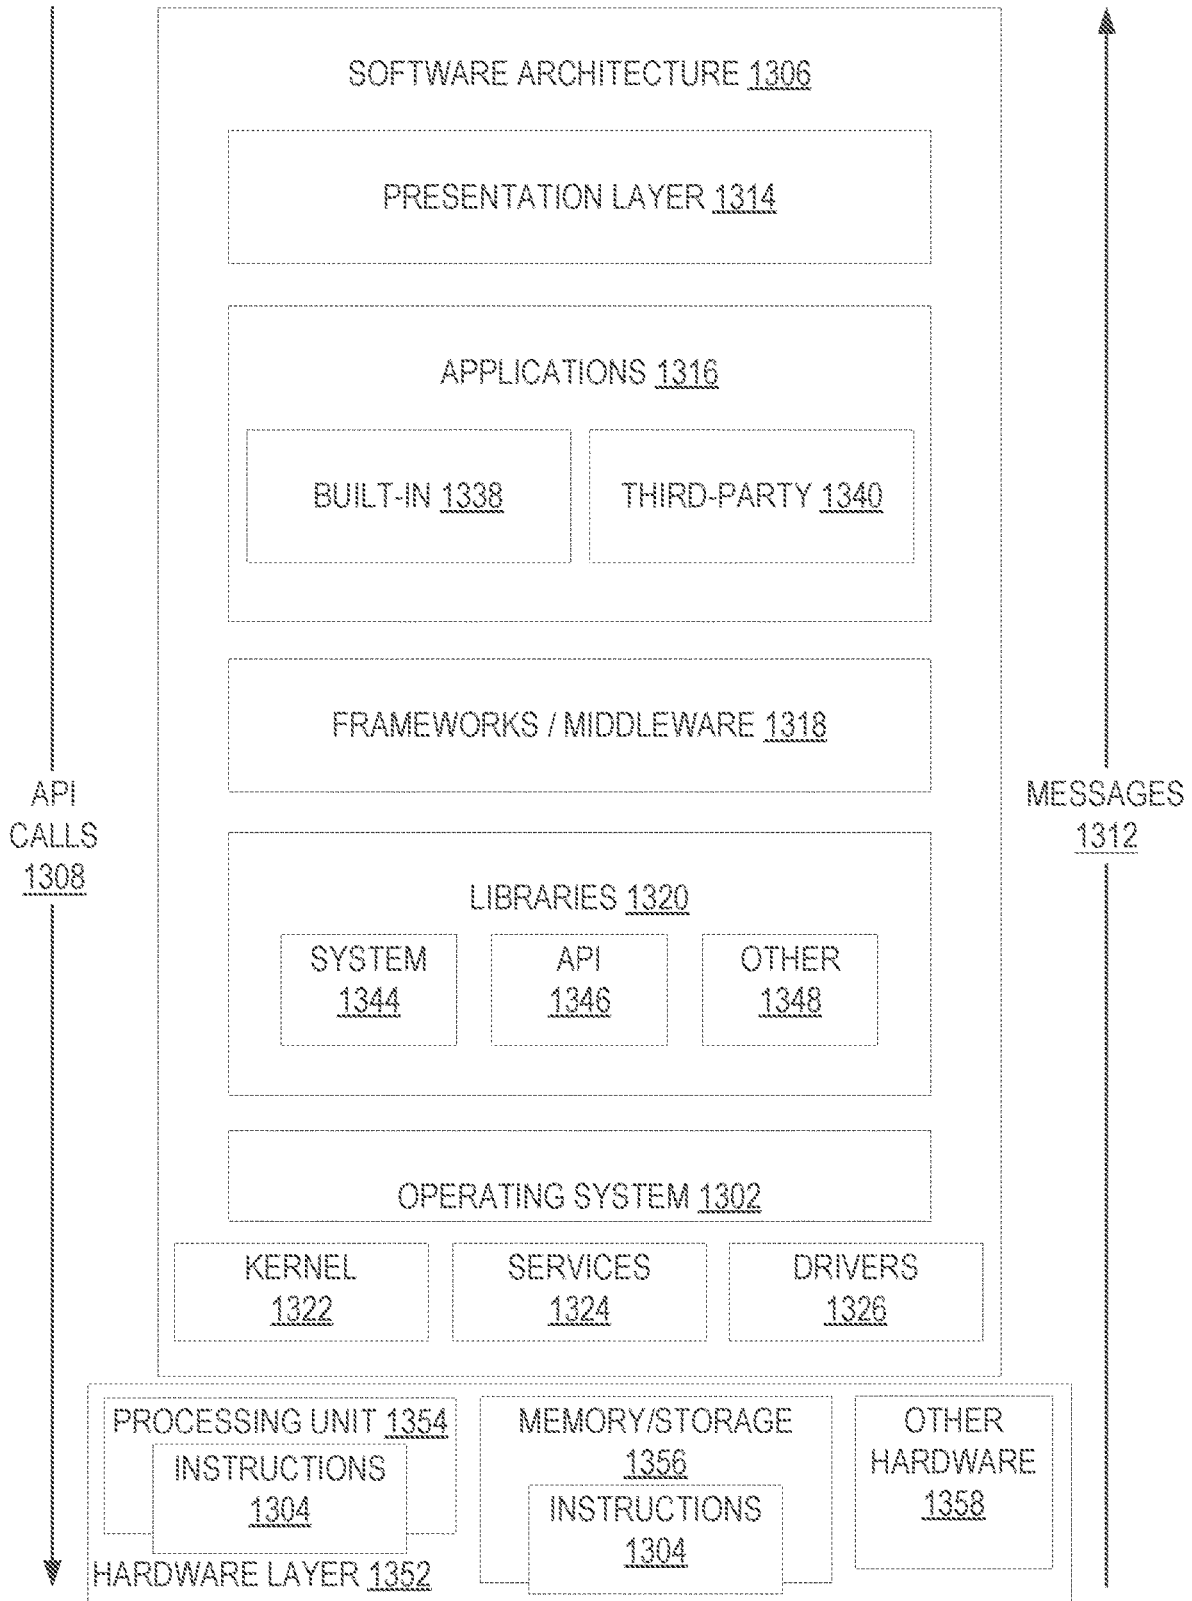 SOFTWARE ARCHITECTURE 1306
PRESENTATION LAYER 1314
APPLICATIONS 1316
BUILT-IN 1338
THIRD-PARTY 1340
FRAMEWORKS / MIDDLEWARE 1318
API
CALLS
1308
MESSAGES
1312
LIBRARIES 1320
SYSTEM
1344
API
1346
OTHER
1348
OPERATING SYSTEM 1302
KERNEL
1322
SERVICES
1324
DRIVERS
1326
PROCESSING UNIT 1354
INSTRUCTIONS
1304
MEMORY/STORAGE
1356
INSTRUCTIONS
1304
OTHER
HARDWARE
1358
HARDWARE LAYER 1352